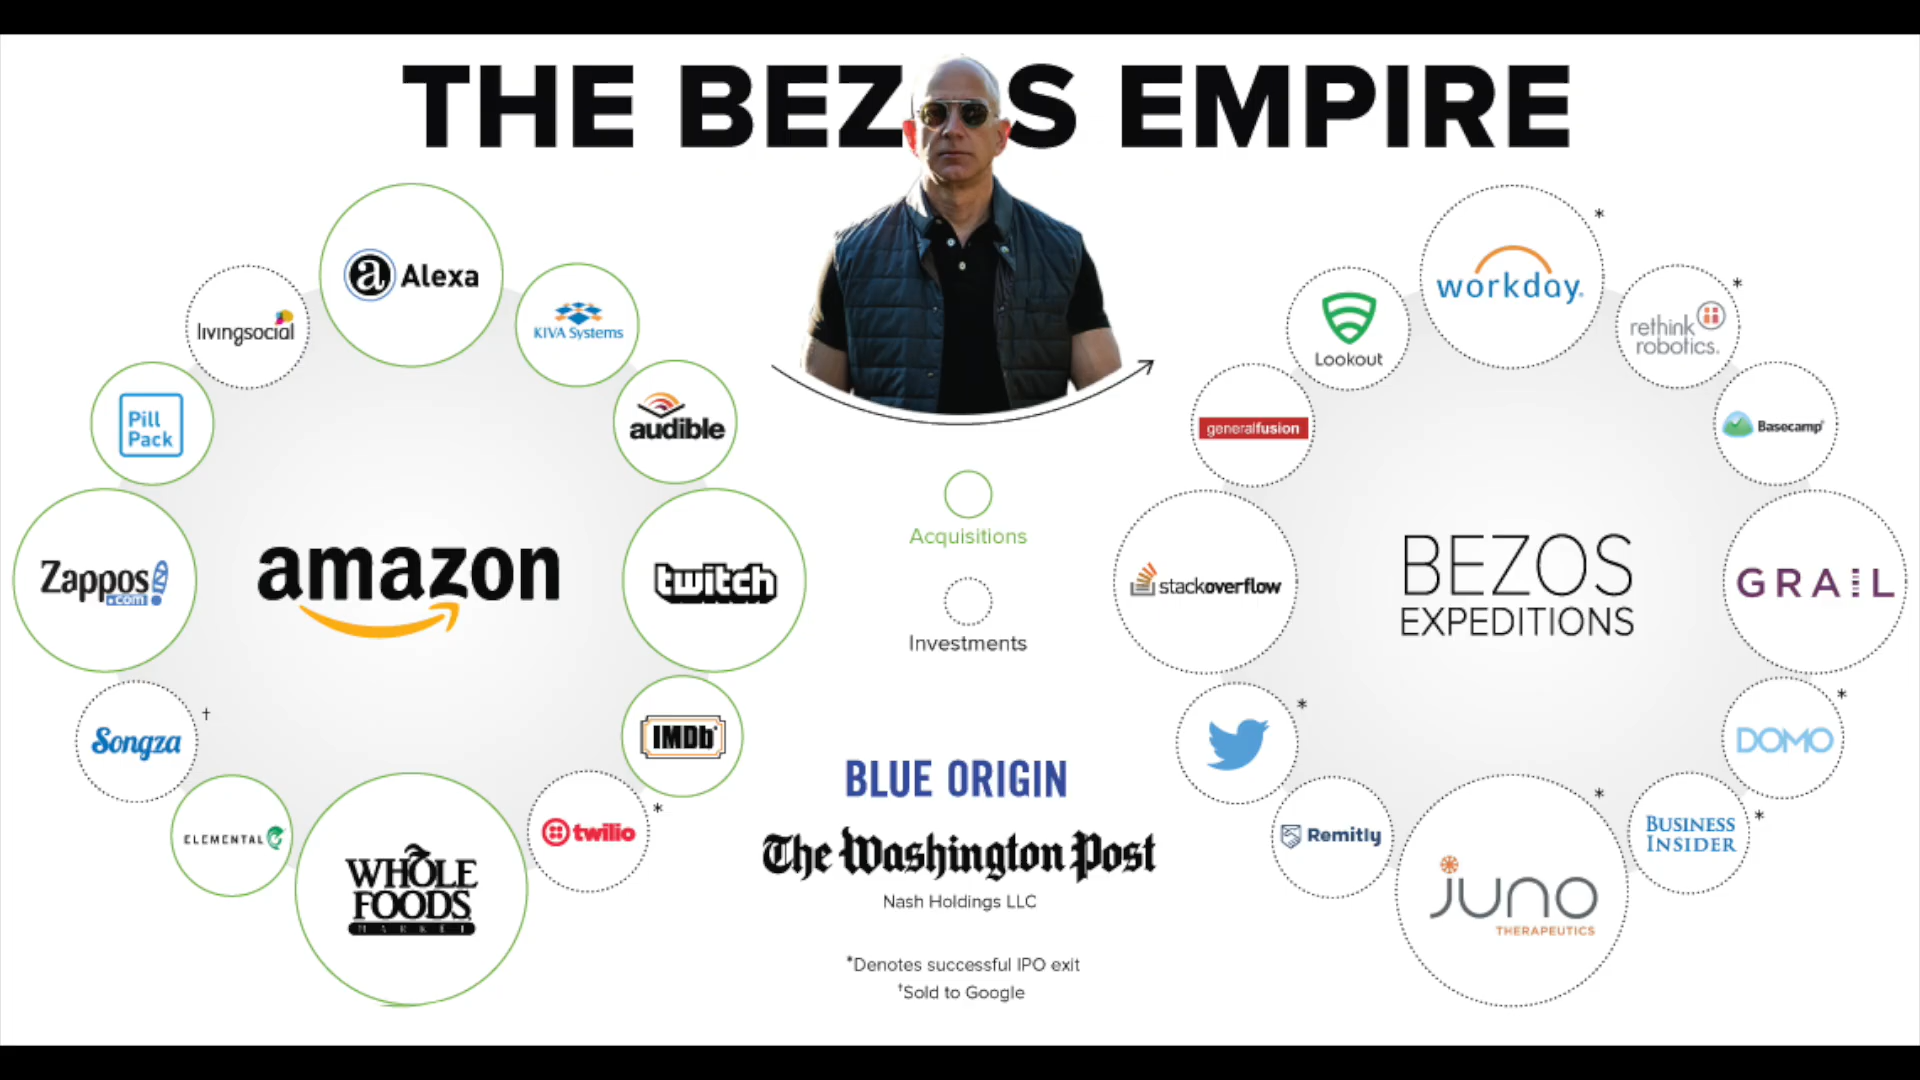 THE BEZOS EMPIRE
a Alexa
livingsocial
KIVA Systems
Pill
Pack
audible
Zappos
.com
amazon
twitch
Songza
†
IMDb
ELEMENTAL
WHOLE
FOODS
MARKET
twilio
*
Acquisitions
Investments
BLUE ORIGIN
The Washington Post
Nash Holdings LLC
*Denotes successful IPO exit
†Sold to Google
workday.
*
Lookout
rethink
robotics.
*
generalfusion
Basecamp
stackoverflow
BEZOS
EXPEDITIONS
GRAIL
*
DOMO
*
Remitly
juno
THERAPEUTICS
*
BUSINESS
INSIDER
*